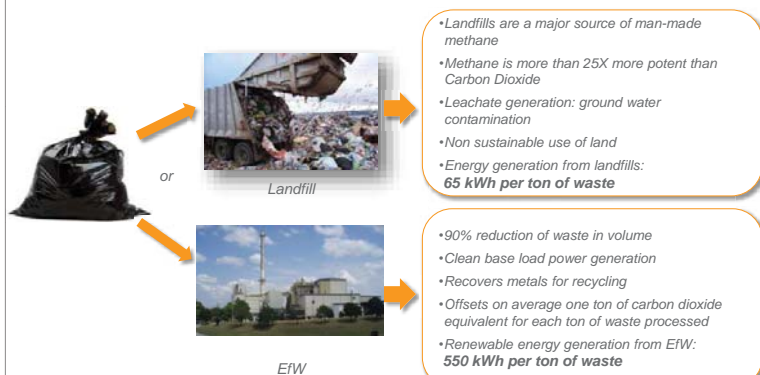 •Landfills are a major source of man-made
methane
•Methane is more than 25X more potent than
Carbon Dioxide
•Leachate generation: ground water
contamination
•Non sustainable use of land
•Energy generation from landfills:
65 kWh per ton of waste
or
Landfill
•90% reduction of waste in volume
•Clean base load power generation
•Recovers metals for recycling
•Offsets on average one ton of carbon dioxide
equivalent for each ton of waste processed
•Renewable energy generation from EfW:
550 kWh per ton of waste
EfW